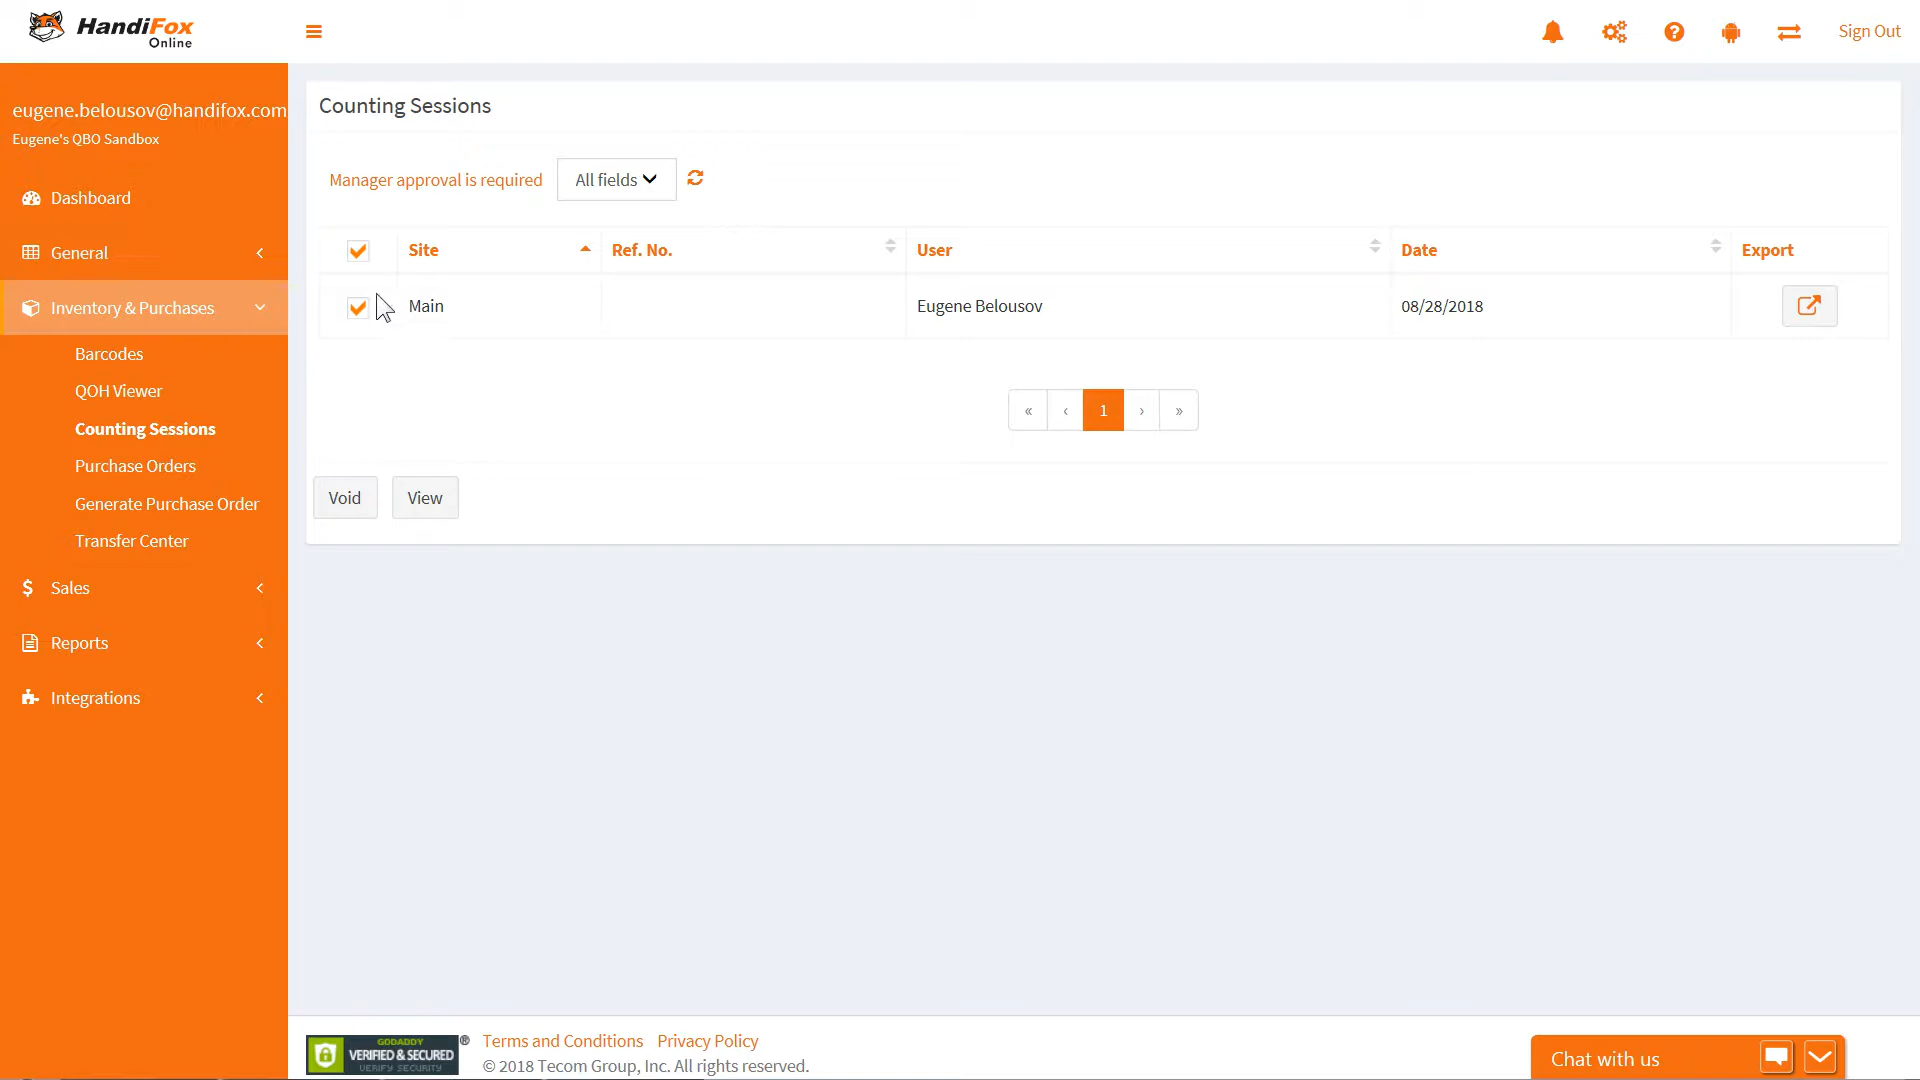 HandiFox
Online
Sign Out
eugene.belousov@handifox.com
Eugene's QBO Sandbox
Dashboard
General
Inventory & Purchases
Barcodes
QOH Viewer
Counting Sessions
Purchase Orders
Generate Purchase Order
Transfer Center
Sales
Reports
Integrations
Counting Sessions
Manager approval is required
All fields
Site Ref. No. User Date Export
Main Eugene Belousov 08/28/2018
« ‹ 1 › »
Void View
GODADDY
VERIFIED & SECURED
VERIFY SECURITY
®
Terms and Conditions Privacy Policy
© 2018 Tecom Group, Inc. All rights reserved.
Chat with us